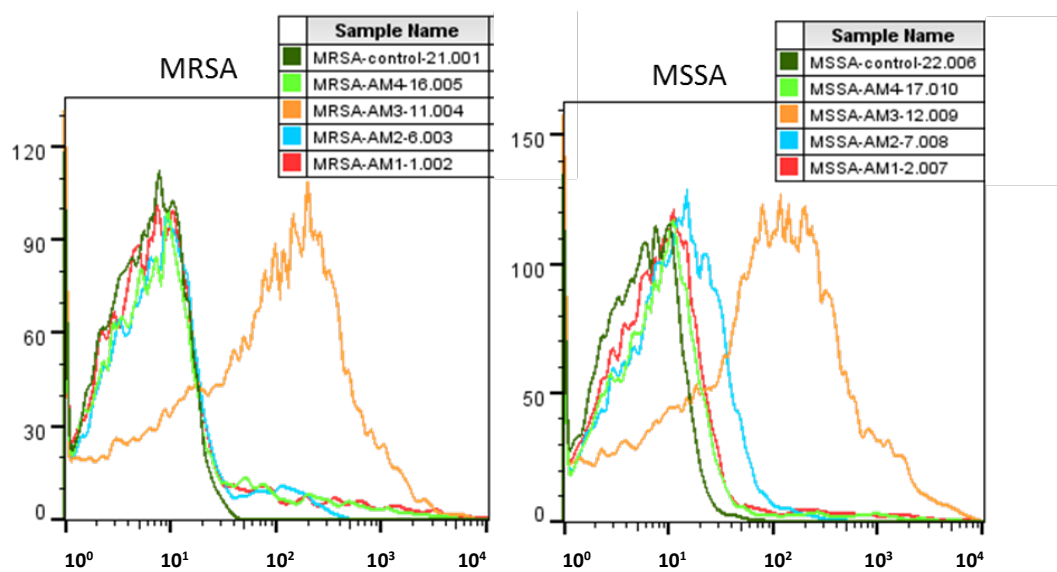 MRSA
Sample Name
MRSA-control-21.001
MRSA-AM4-16.005
MRSA-AM3-11.004
MRSA-AM2-6.003
MRSA-AM1-1.002
120
90
60
30
0
10⁰ 10¹ 10² 10³ 10⁴
MSSA
Sample Name
MSSA-control-22.006
MSSA-AM4-17.010
MSSA-AM3-12.009
MSSA-AM2-7.008
MSSA-AM1-2.007
150
100
50
0
10⁰ 10¹ 10² 10³ 10⁴